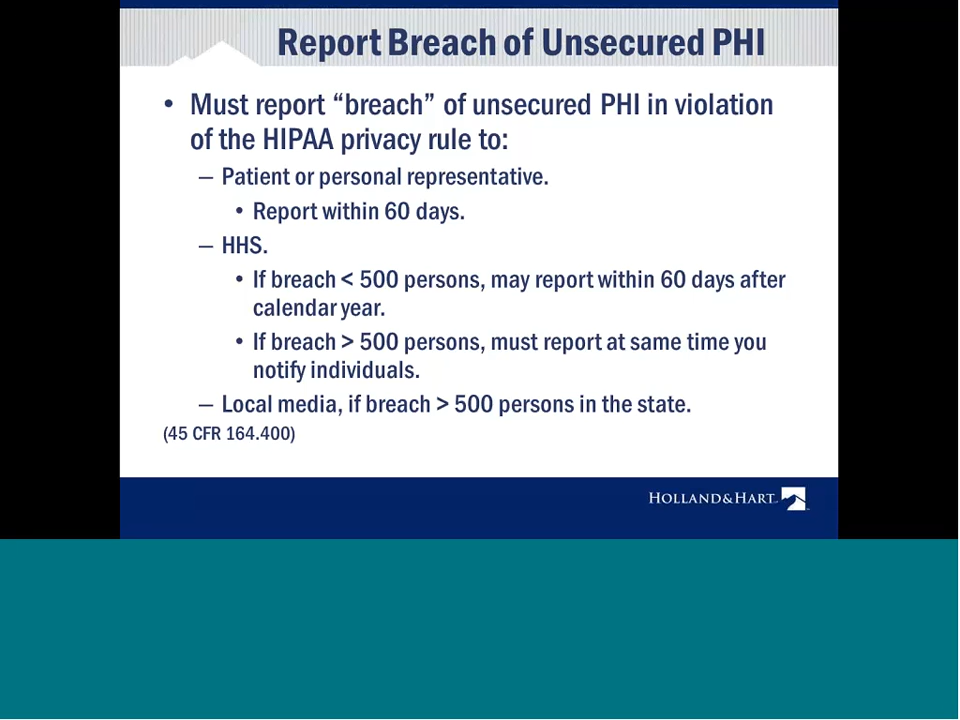 Report Breach of Unsecured PHI
• Must report “breach” of unsecured PHI in violation
of the HIPAA privacy rule to:
– Patient or personal representative.
• Report within 60 days.
– HHS.
• If breach < 500 persons, may report within 60 days after
calendar year.
• If breach > 500 persons, must report at same time you
notify individuals.
– Local media, if breach > 500 persons in the state.
(45 CFR 164.400)
HOLLAND&HART